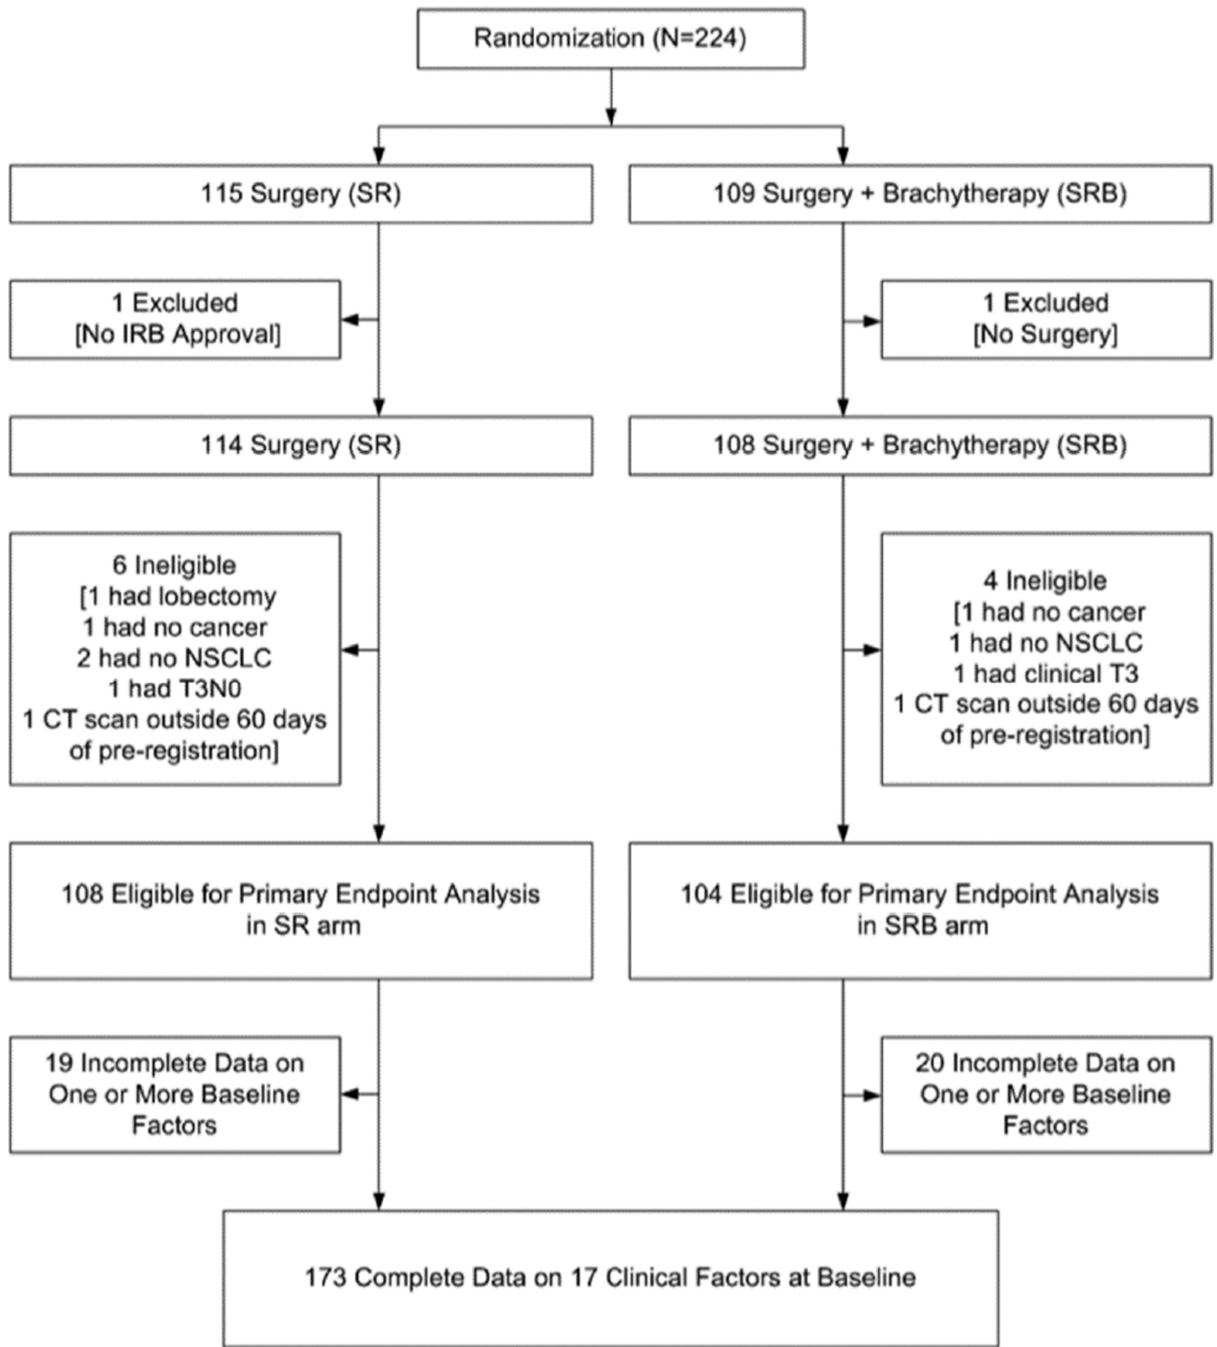 Randomization (N=224)
115 Surgery (SR)
109 Surgery + Brachytherapy (SRB)
1 Excluded
[No IRB Approval]
1 Excluded
[No Surgery]
114 Surgery (SR)
108 Surgery + Brachytherapy (SRB)
6 Ineligible
[1 had lobectomy
1 had no cancer
2 had no NSCLC
1 had T3N0
1 CT scan outside 60 days
of pre-registration]
4 Ineligible
[1 had no cancer
1 had no NSCLC
1 had clinical T3
1 CT scan outside 60 days
of pre-registration]
108 Eligible for Primary Endpoint Analysis
in SR arm
104 Eligible for Primary Endpoint Analysis
in SRB arm
19 Incomplete Data on
One or More Baseline
Factors
20 Incomplete Data on
One or More Baseline
Factors
173 Complete Data on 17 Clinical Factors at Baseline